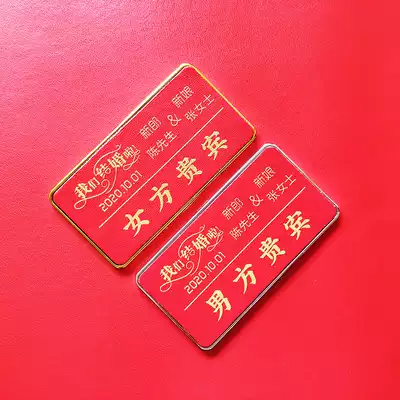 我们结婚啦!
2020.10.01
新郎 & 新娘
陈先生 张女士
女方贵宾
我们结婚啦!
2020.10.01
新郎 & 新娘
陈先生 张女士
男方贵宾